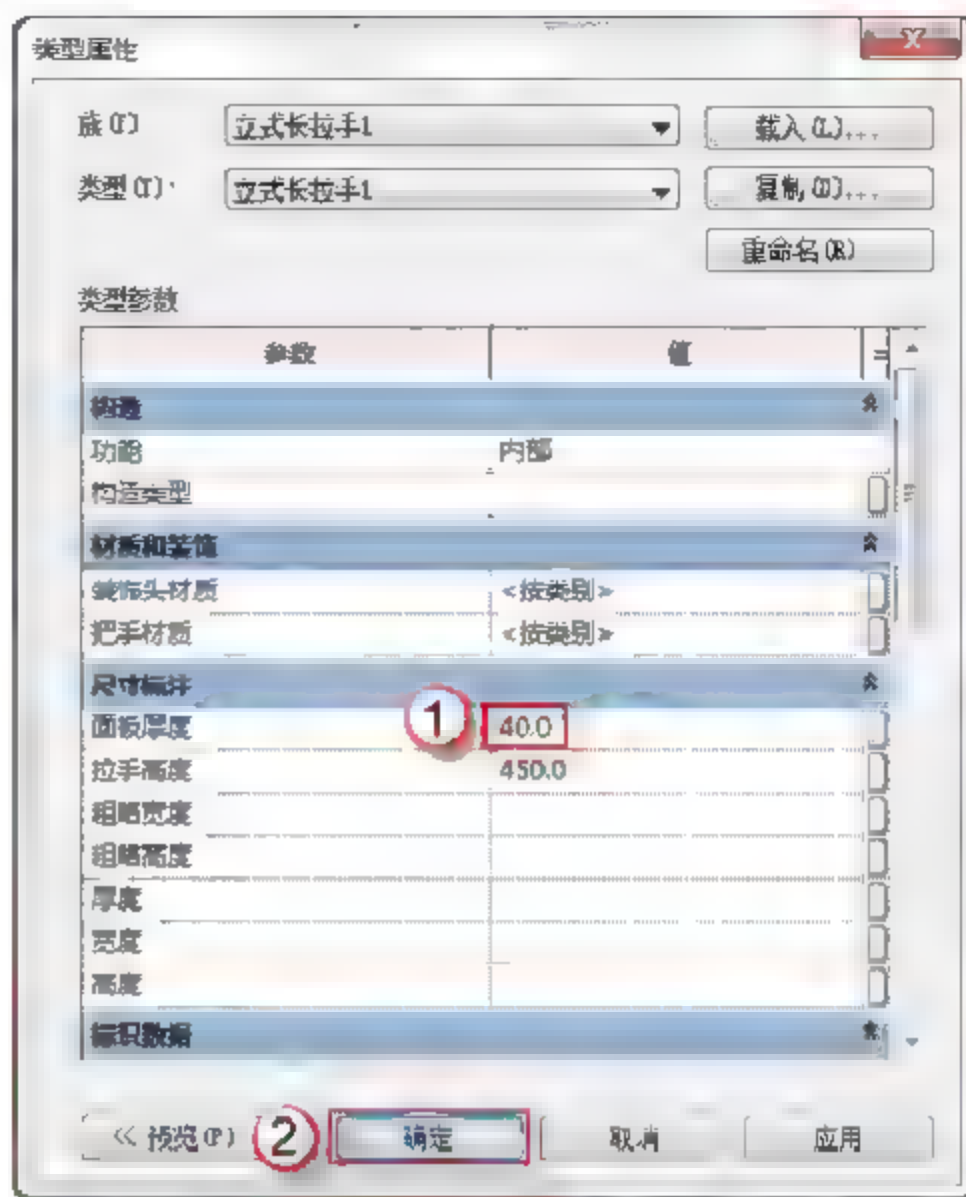 类型属性
族(F) 立式长拉手1 载入(L)...
类型(T): 立式长拉手1 复制(D)...
重命名(R)
类型参数
参数 值 =
构造
功能 内部
构造类型
材质和装饰
装饰头材质 <按类别>
把手材质 <按类别>
尺寸标注
面板厚度 1 40.0
拉手高度 450.0
粗略宽度
粗略高度
厚度
宽度
高度
标识数据
<< 预览(P) 2 确定 取消 应用